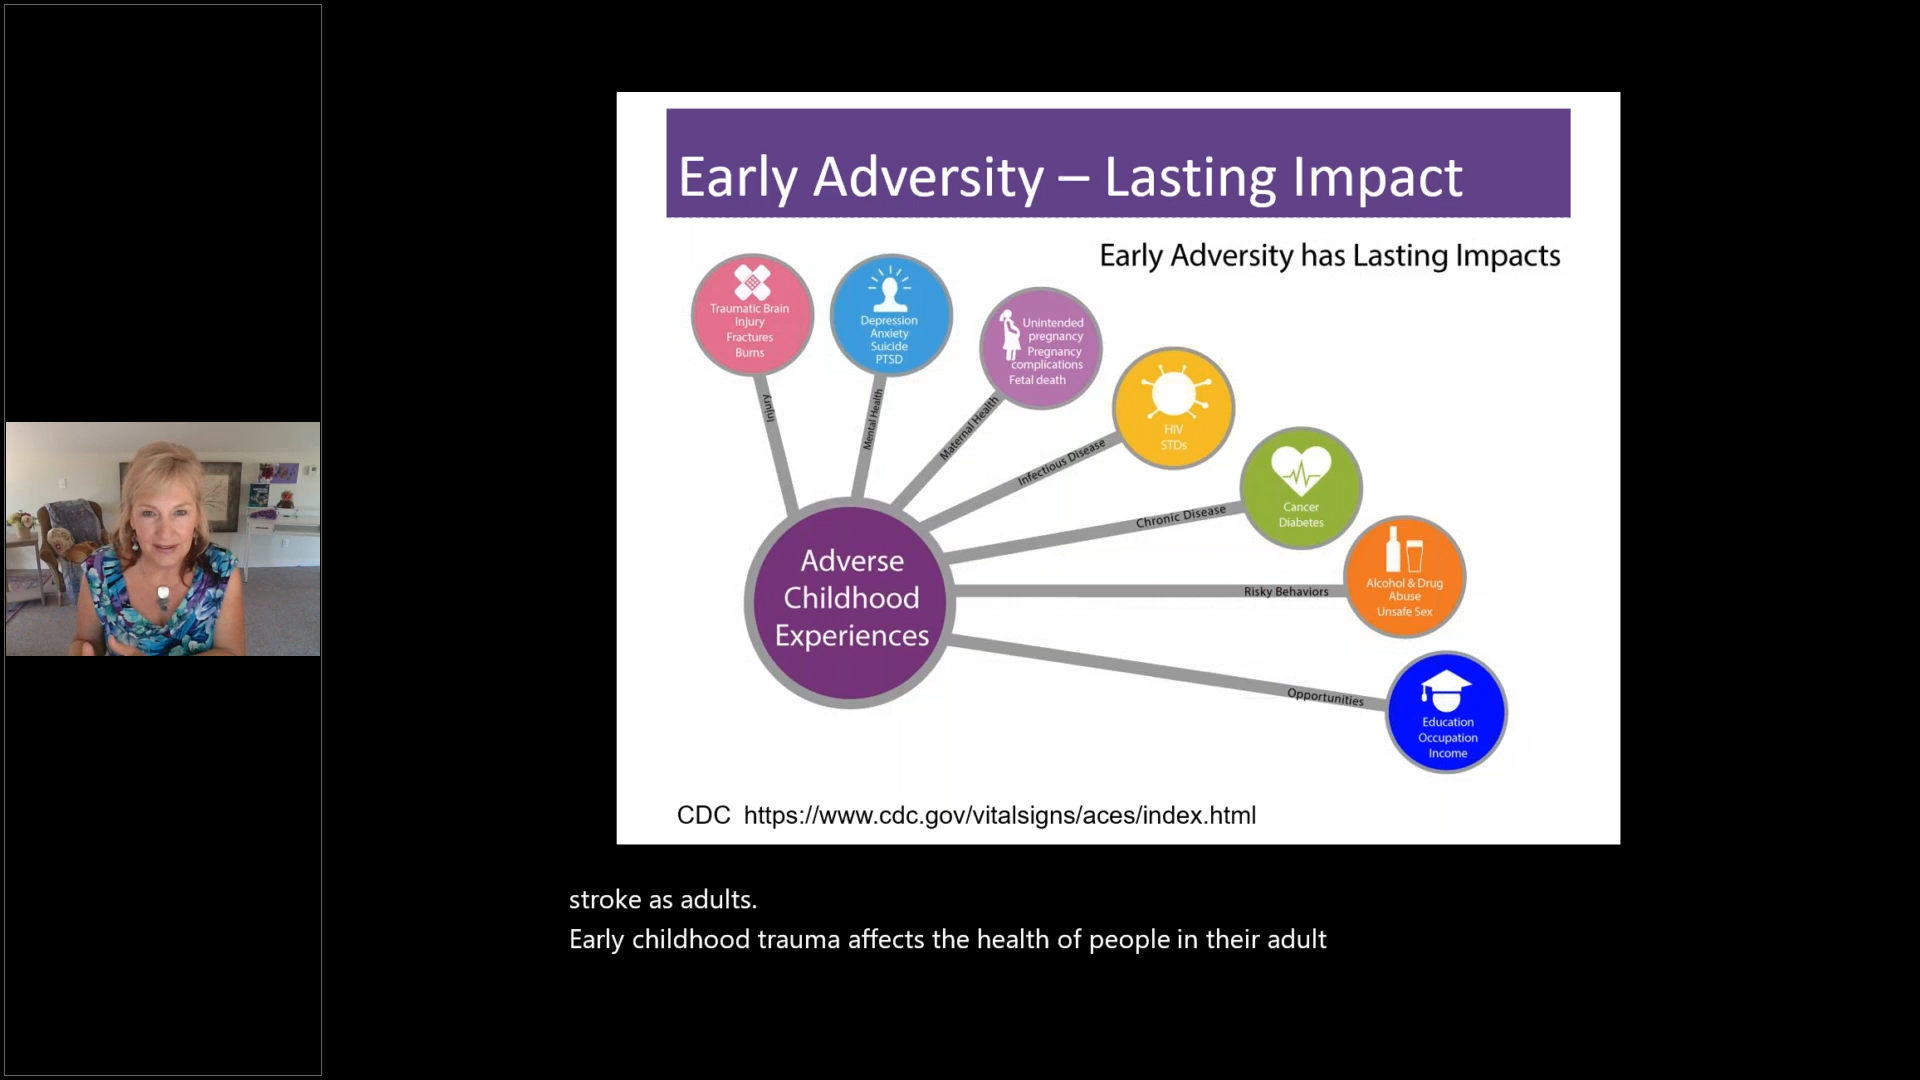 Early Adversity – Lasting Impact
Early Adversity has Lasting Impacts
Traumatic Brain
Injury
Fractures
Burns
Depression
Anxiety
Suicide
PTSD
Unintended
pregnancy
Pregnancy
complications
Fetal death
HIV
STDs
Cancer
Diabetes
Alcohol & Drug
Abuse
Unsafe Sex
Education
Occupation
Income
Injury
Mental Health
Maternal Health
Infectious Disease
Chronic Disease
Risky Behaviors
Opportunities
Adverse
Childhood
Experiences
CDC https://www.cdc.gov/vitalsigns/aces/index.html
stroke as adults.
Early childhood trauma affects the health of people in their adult